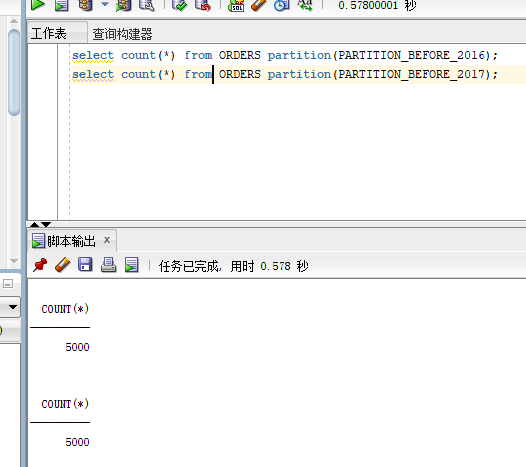 SQL
0.57800001 秒
工作表
查询构建器
select count(*) from ORDERS partition(PARTITION_BEFORE_2016);
select count(*) from ORDERS partition(PARTITION_BEFORE_2017);
脚本输出 x
任务已完成, 用时 0.578 秒
COUNT(*)
----------
5000
COUNT(*)
----------
5000